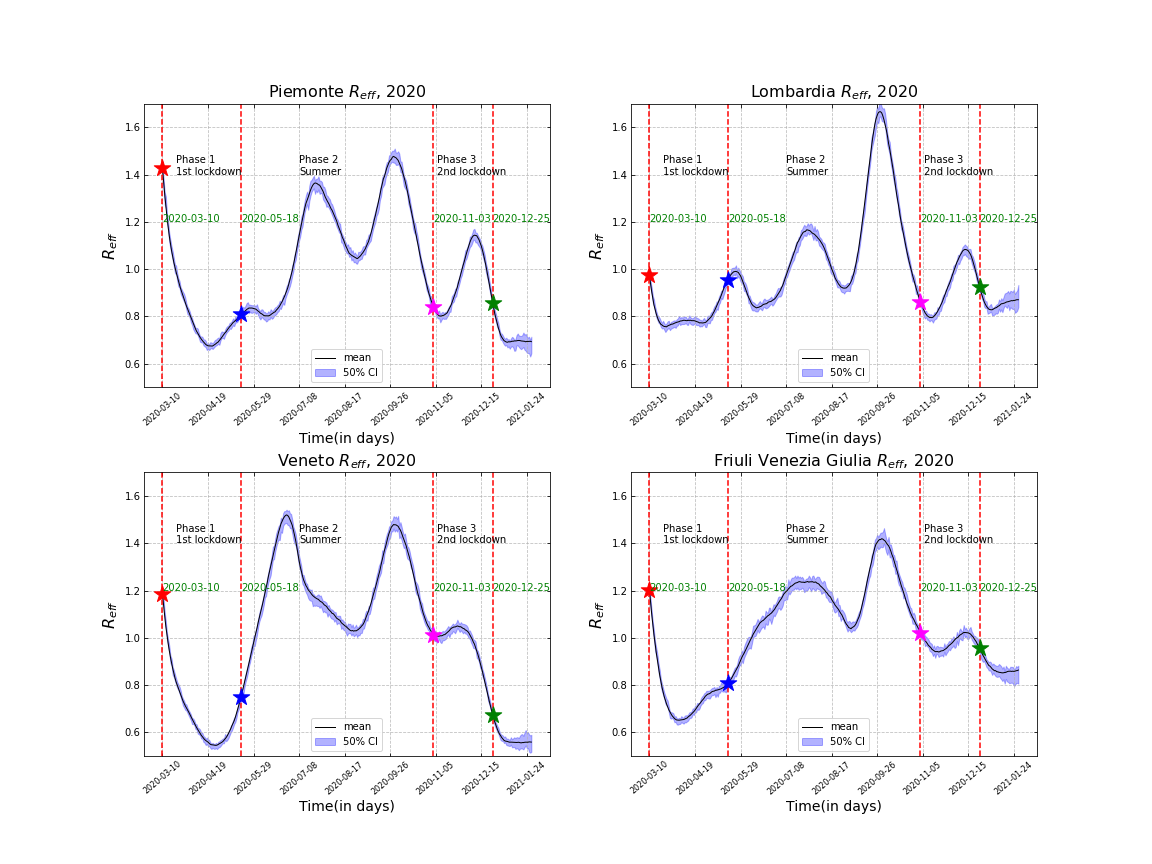 Piemonte R_eff, 2020
1.6
1.4
1.2
1.0
0.8
0.6
R_eff
Phase 1
1st lockdown
Phase 2
Summer
Phase 3
2nd lockdown
2020-03-10
2020-05-18
2020-11-03
2020-12-25
mean
50% CI
2020-03-10
2020-04-19
2020-05-29
2020-07-08
2020-08-17
2020-09-26
2020-11-05
2020-12-15
2021-01-24
Time(in days)
Lombardia R_eff, 2020
1.6
1.4
1.2
1.0
0.8
0.6
R_eff
Phase 1
1st lockdown
Phase 2
Summer
Phase 3
2nd lockdown
2020-03-10
2020-05-18
2020-11-03
2020-12-25
mean
50% CI
2020-03-10
2020-04-19
2020-05-29
2020-07-08
2020-08-17
2020-09-26
2020-11-05
2020-12-15
2021-01-24
Time(in days)
Veneto R_eff, 2020
1.6
1.4
1.2
1.0
0.8
0.6
R_eff
Phase 1
1st lockdown
Phase 2
Summer
Phase 3
2nd lockdown
2020-03-10
2020-05-18
2020-11-03
2020-12-25
mean
50% CI
2020-03-10
2020-04-19
2020-05-29
2020-07-08
2020-08-17
2020-09-26
2020-11-05
2020-12-15
2021-01-24
Time(in days)
Friuli Venezia Giulia R_eff, 2020
1.6
1.4
1.2
1.0
0.8
0.6
R_eff
Phase 1
1st lockdown
Phase 2
Summer
Phase 3
2nd lockdown
2020-03-10
2020-05-18
2020-11-03
2020-12-25
mean
50% CI
2020-03-10
2020-04-19
2020-05-29
2020-07-08
2020-08-17
2020-09-26
2020-11-05
2020-12-15
2021-01-24
Time(in days)